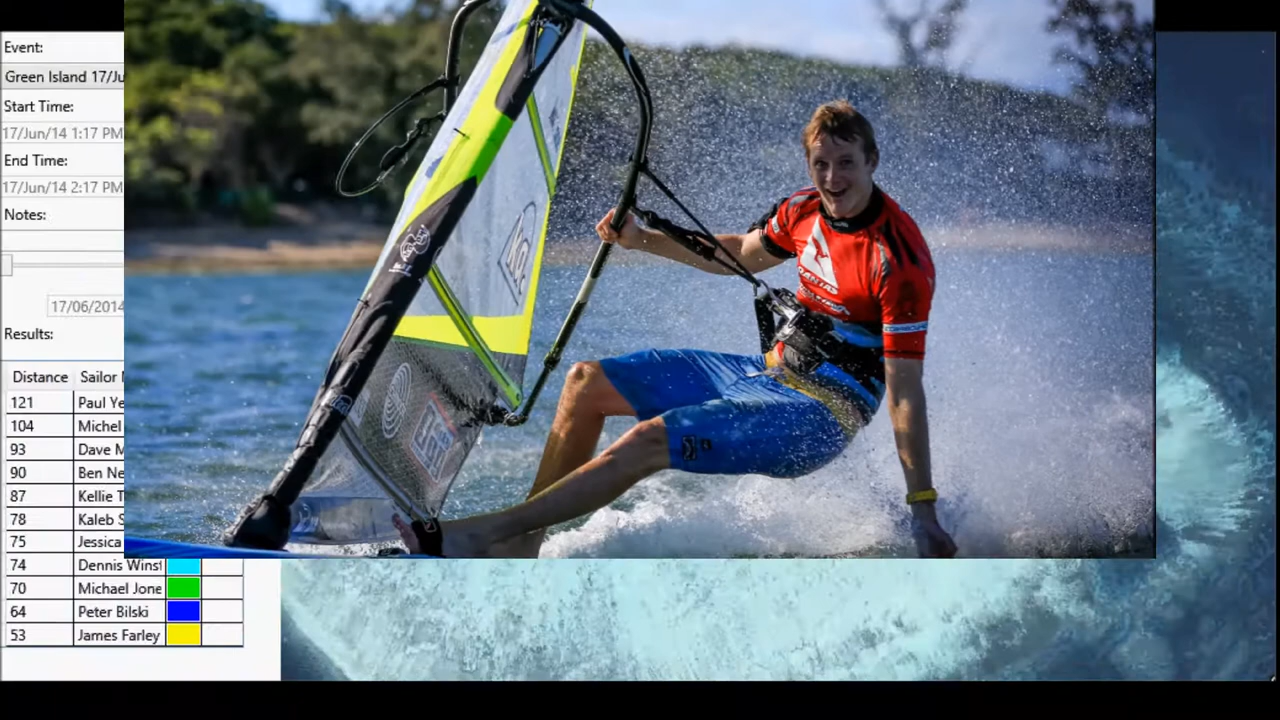 Event:
Green Island 17/Ju
Start Time:
17/Jun/14 1:17 PM
End Time:
17/Jun/14 2:17 PM
Notes:
17/06/2014
Results:
Distance Sailor
121 Paul Ye
104 Michel
93 Dave M
90 Ben Ne
87 Kellie T
78 Kaleb S
75 Jessica
74 Dennis Winst
70 Michael Jone
64 Peter Bilski
53 James Farley
QANTAS